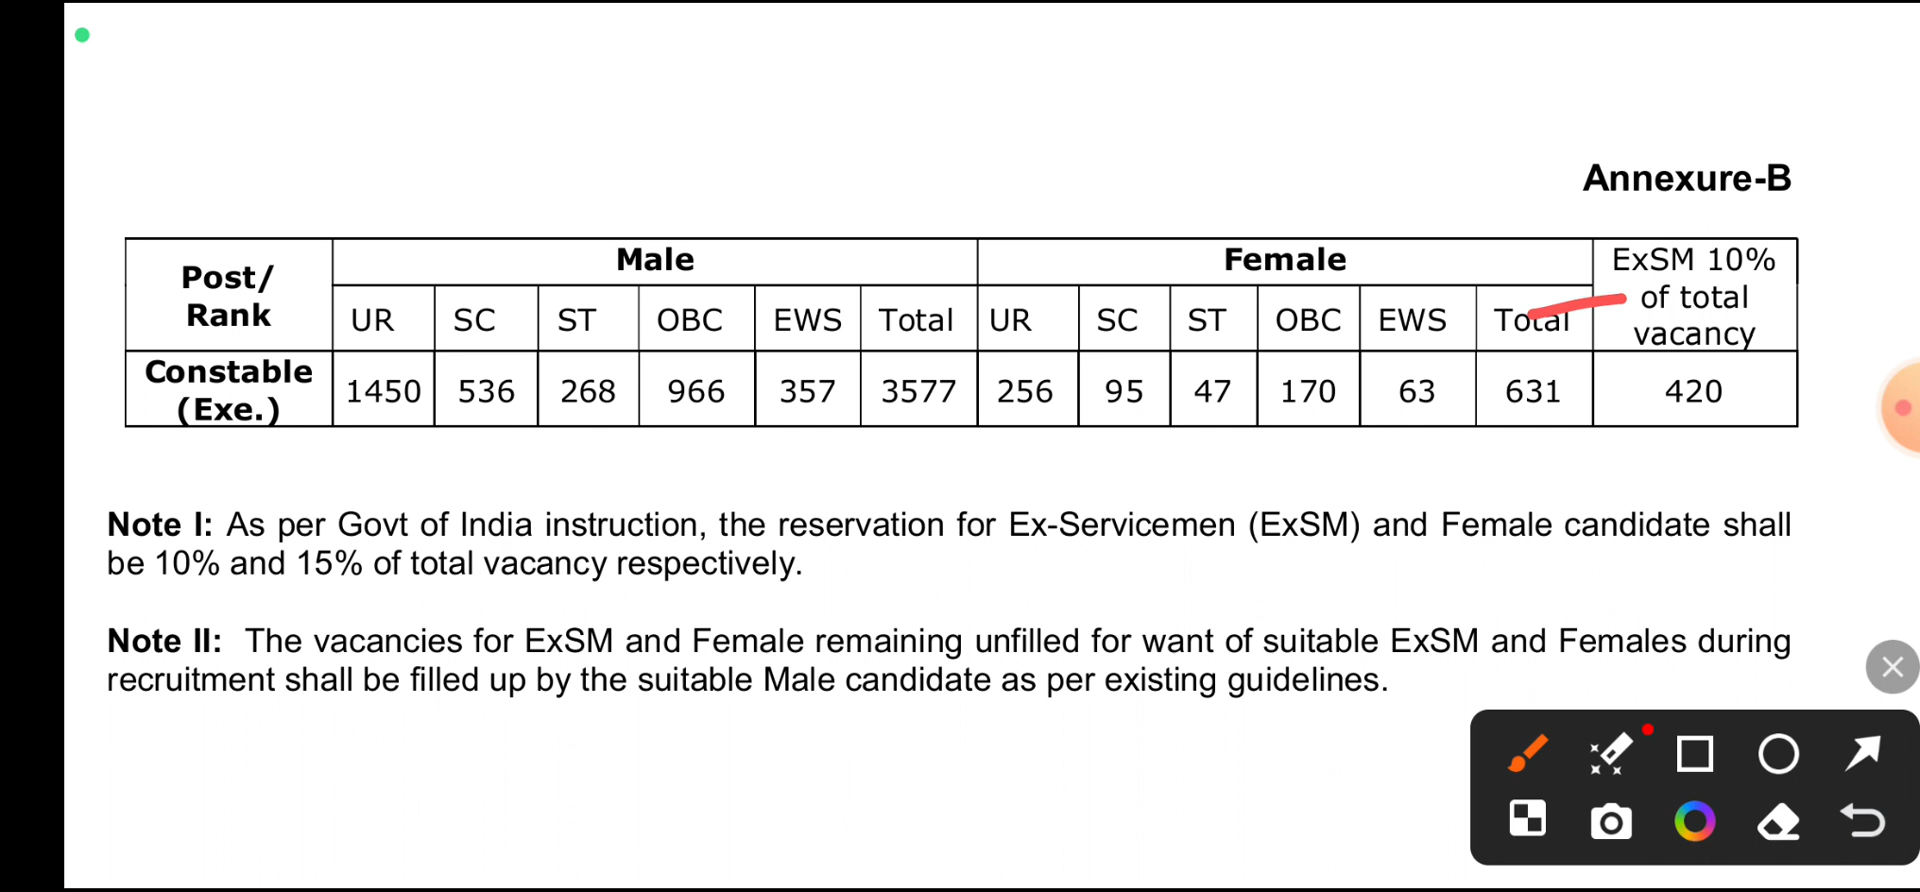 Annexure-B
Post/ Rank Male Female ExSM 10% of total vacancy
UR SC ST OBC EWS Total UR SC ST OBC EWS Total
Constable (Exe.) 1450 536 268 966 357 3577 256 95 47 170 63 631 420
Note I: As per Govt of India instruction, the reservation for Ex-Servicemen (ExSM) and Female candidate shall
be 10% and 15% of total vacancy respectively.
Note II: The vacancies for ExSM and Female remaining unfilled for want of suitable ExSM and Females during
recruitment shall be filled up by the suitable Male candidate as per existing guidelines.